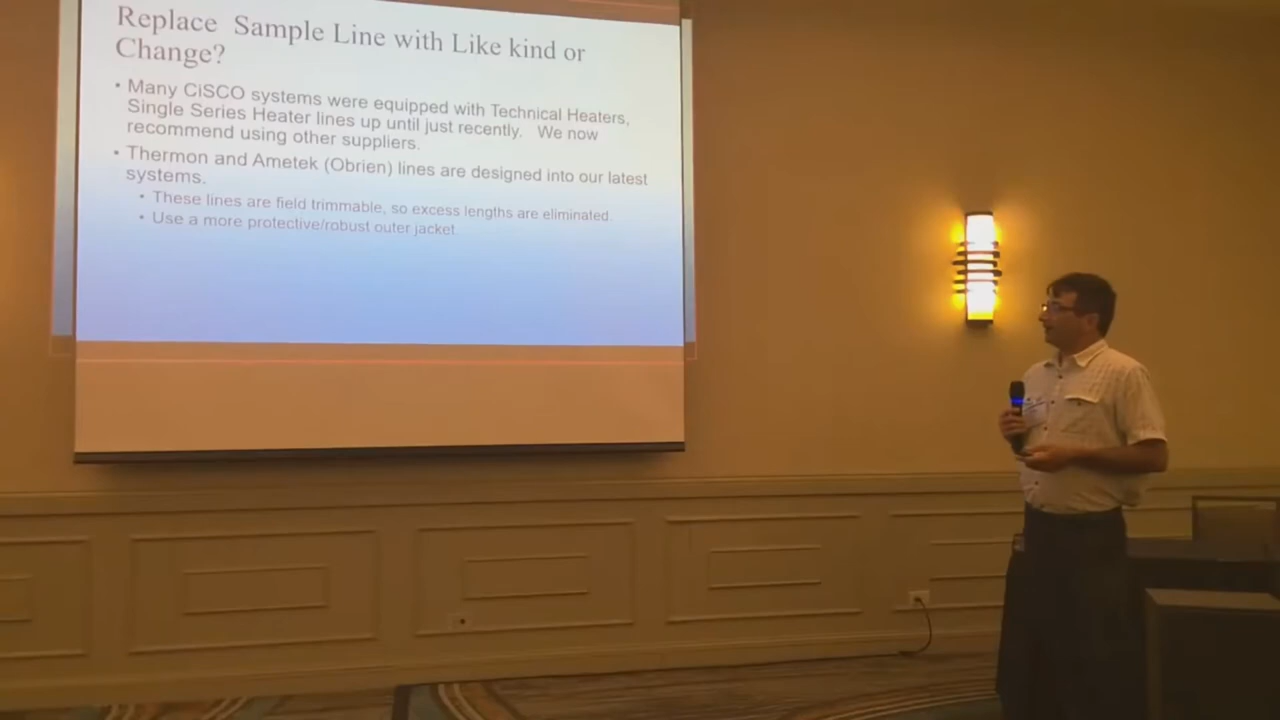 Replace Sample Line with Like kind or
Change?
• Many CiSCO systems were equipped with Technical Heaters,
Single Series Heater lines up until just recently. We now
recommend using other suppliers.
• Thermon and Ametek (Obrien) lines are designed into our latest
systems.
• These lines are field trimmable, so excess lengths are eliminated.
• Use a more protective/robust outer jacket